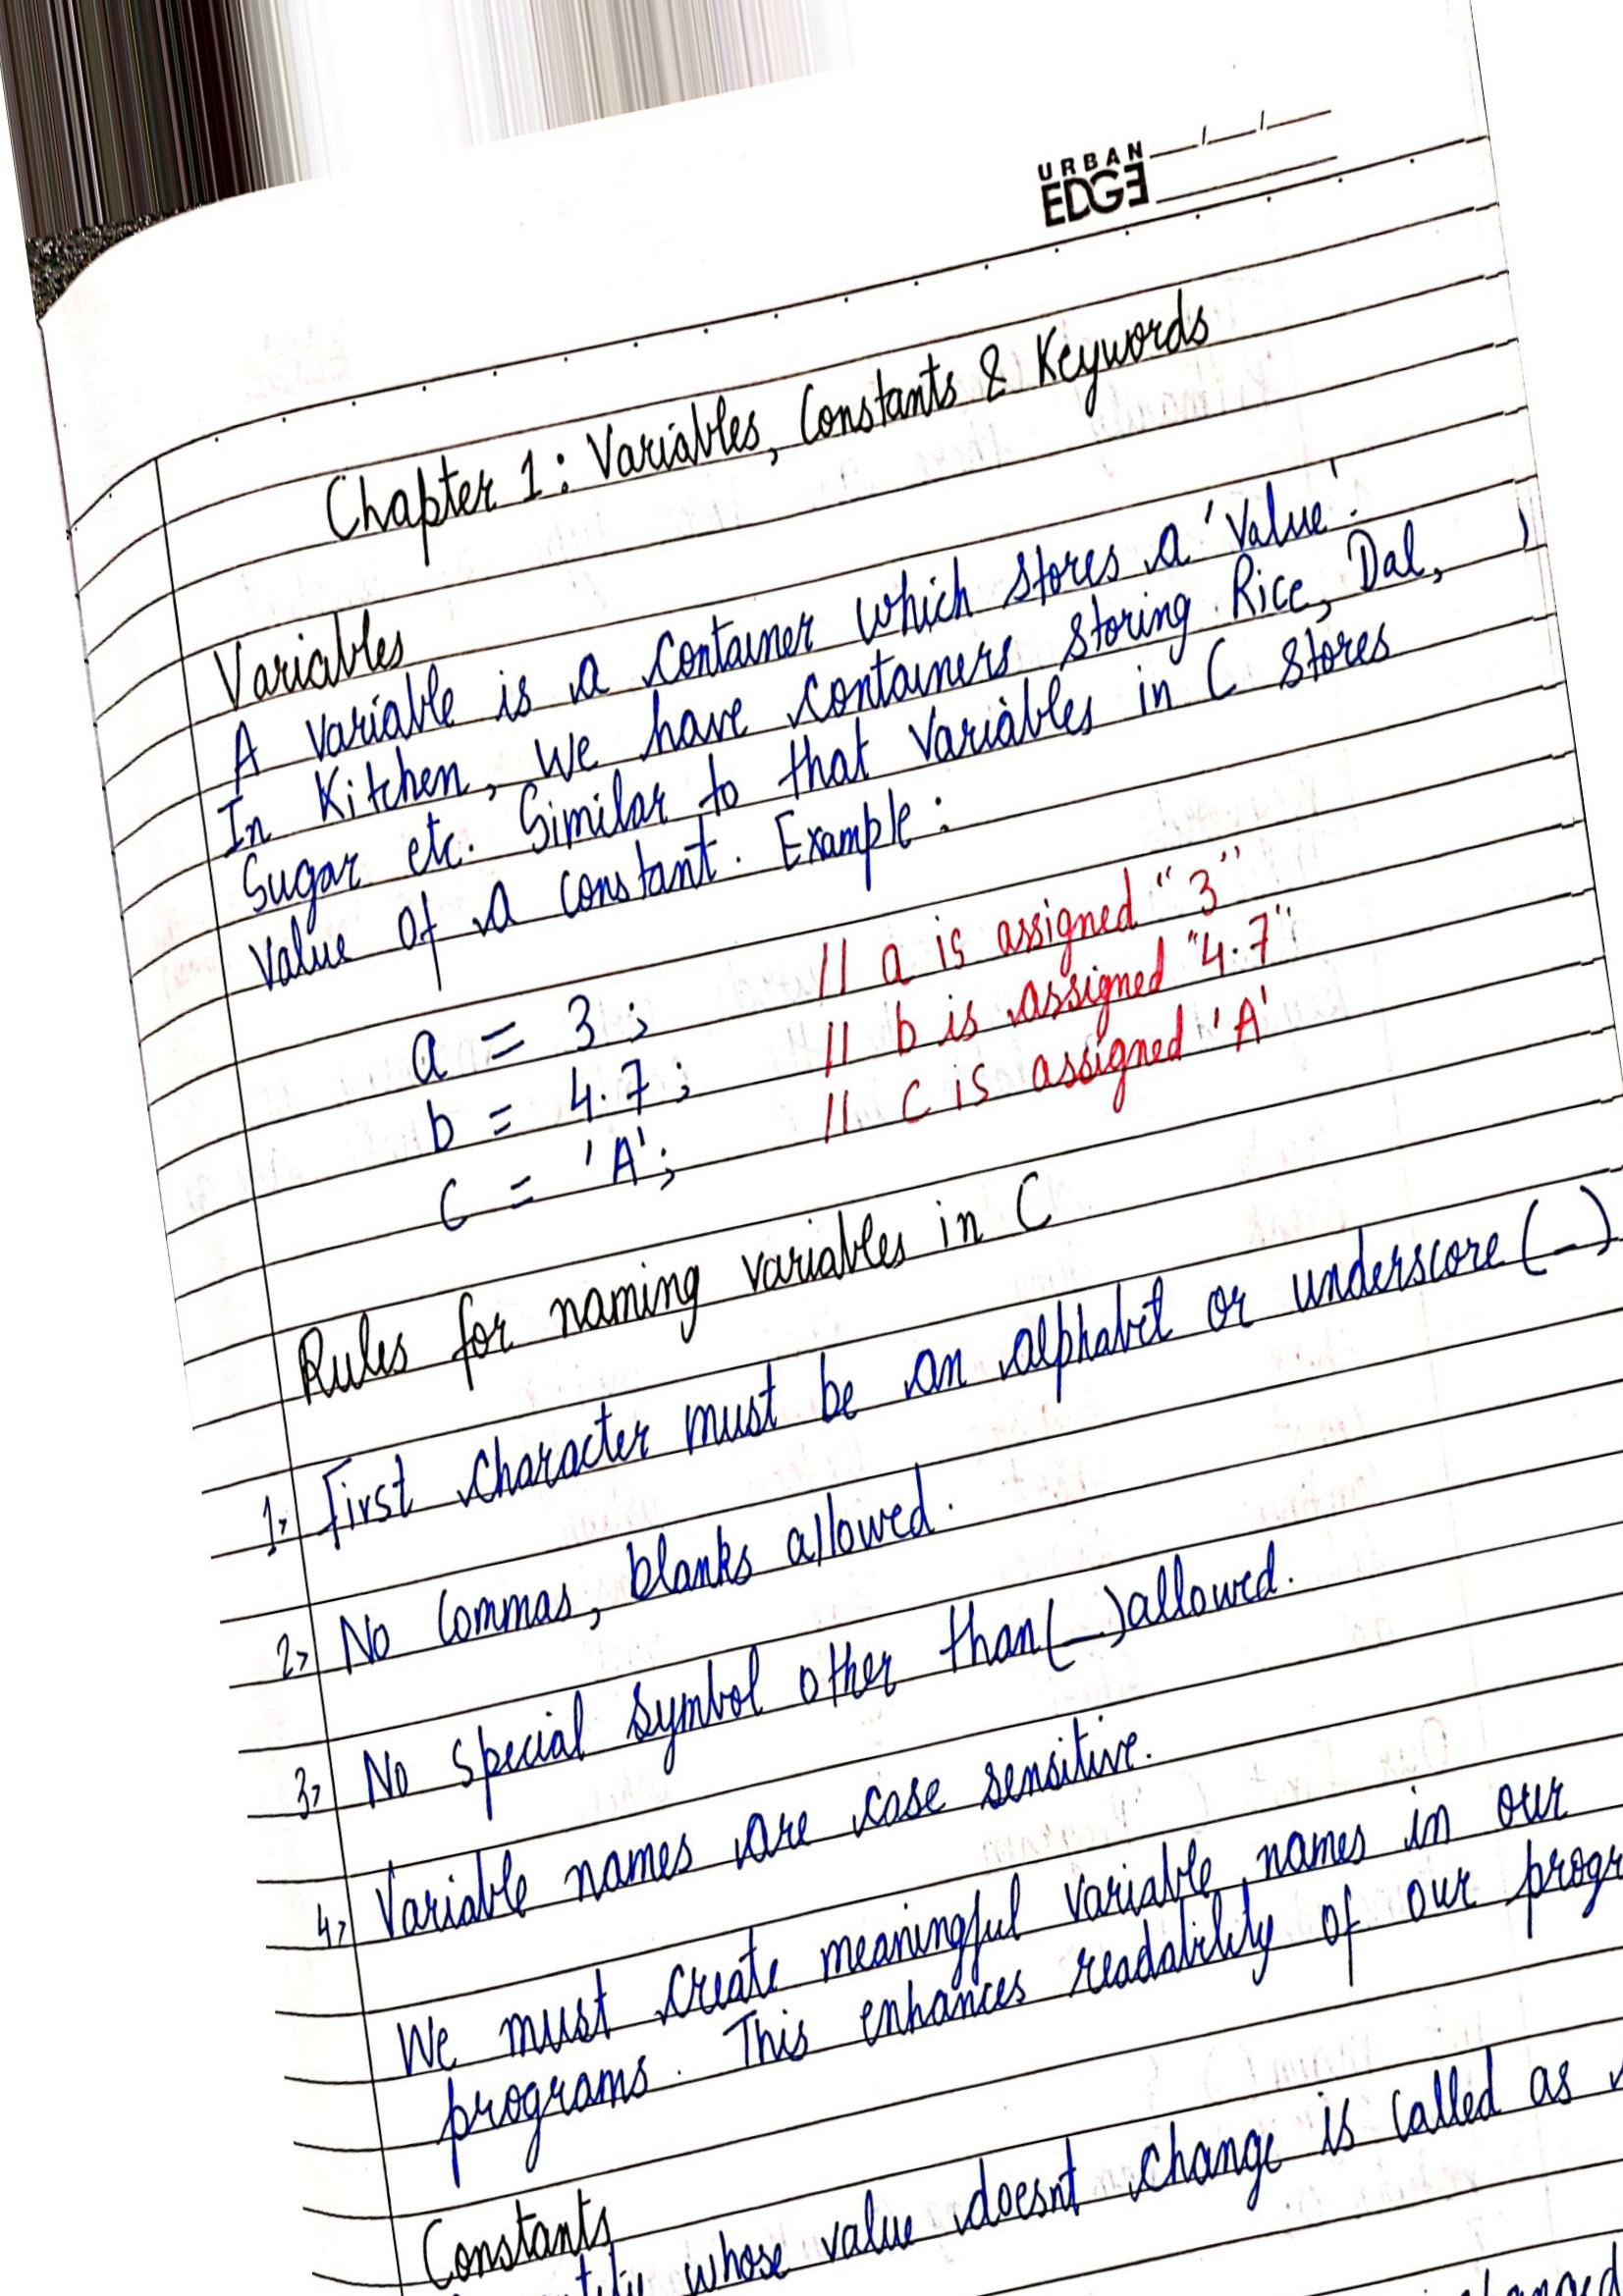 URBAN
EDGE
Chapter 1: Variables, Constants & Keywords
Variables
A variable is a container which stores a 'value'.
In Kitchen, We have containers storing Rice, Dal,
Sugar etc. Similar to that variables in C stores
value of a constant. Example:
a = 3; // a is assigned "3"
b = 4.7; // b is assigned "4.7"
c = 'A'; // c is assigned 'A'
Rules for naming variables in C
1> First character must be an alphabet or underscore (_)
2> No commas, blanks allowed.
3> No special symbol other than (_) allowed.
4> Variable names are case sensitive.
We must create meaningful variable names in our
programs. This enhances readability of our progr
Constants
whose value doesnt change is called as